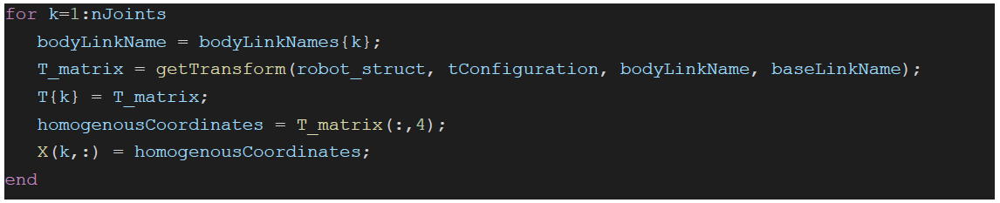 for k=1:nJoints
   bodyLinkName = bodyLinkNames{k};
   T_matrix = getTransform(robot_struct, tConfiguration, bodyLinkName, baseLinkName);
   T{k} = T_matrix;
   homogenousCoordinates = T_matrix(:,4);
   X(k,:) = homogenousCoordinates;
end